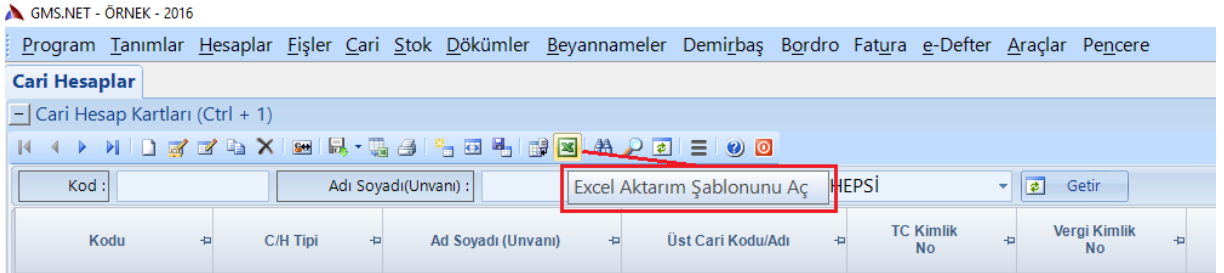 GMS.NET - ÖRNEK - 2016
Program Tanımlar Hesaplar Fişler Cari Stok Dökümler Beyannameler Demirbaş Bordro Fatura e-Defter Araçlar Pencere
Cari Hesaplar
Cari Hesap Kartları (Ctrl + 1)
Kod : Adı Soyadı(Unvanı) : Excel Aktarım Şablonunu Aç HEPSİ Getir
Kodu C/H Tipi Ad Soyadı (Unvanı) Üst Cari Kodu/Adı TC Kimlik No Vergi Kimlik No